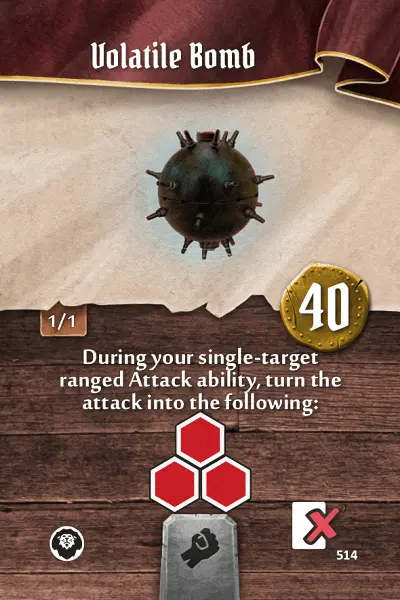 Volatile Bomb
1/1
40
During your single-target
ranged Attack ability, turn the
attack into the following:
514